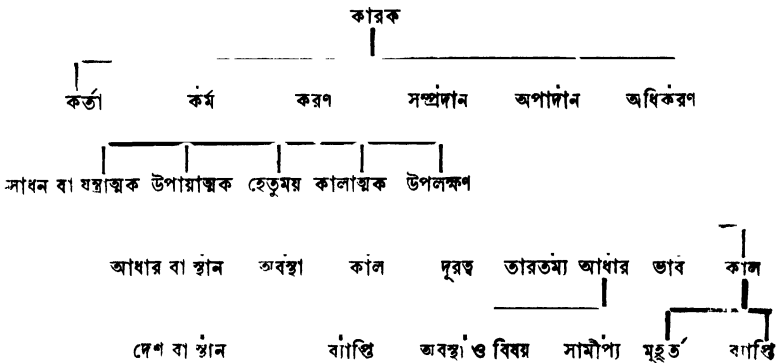 কারক
কর্তা কর্ম করণ সম্প্রদান অপাদান অধিকরণ
সাধন বা যন্ত্রাত্মক উপায়াত্মক হেতুময় কালাত্মক উপলক্ষণ
আধার বা স্থান অবস্থা কাল দূরত্ব তারতম্য আধার ভাব কাল
দেশ বা স্থান ব্যাপ্তি অবস্থা ও বিষয় সামীপ্য মুহূর্ত ব্যাপ্তি